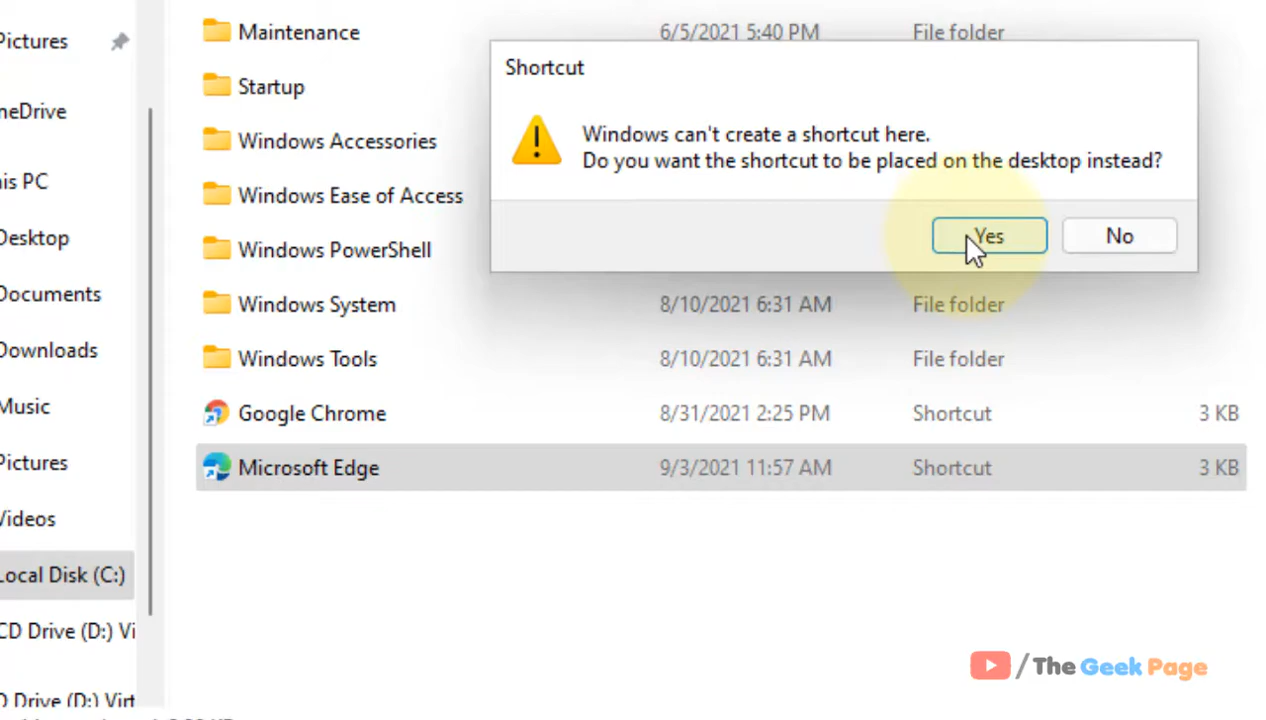 Pictures
Maintenance 6/5/2021 5:40 PM File folder
Shortcut
Startup
neDrive
Windows can't create a shortcut here.
Do you want the shortcut to be placed on the desktop instead?
Windows Accessories
his PC
Windows Ease of Access
Desktop
Yes No
Windows PowerShell
Documents
Windows System 8/10/2021 6:31 AM File folder
Downloads
Windows Tools 8/10/2021 6:31 AM File folder
Music
Google Chrome 8/31/2021 2:25 PM Shortcut 3 KB
Pictures
Microsoft Edge 9/3/2021 11:57 AM Shortcut 3 KB
Videos
Local Disk (C:)
CD Drive (D:) Vi
D Drive (D:) Virt
/The Geek Page